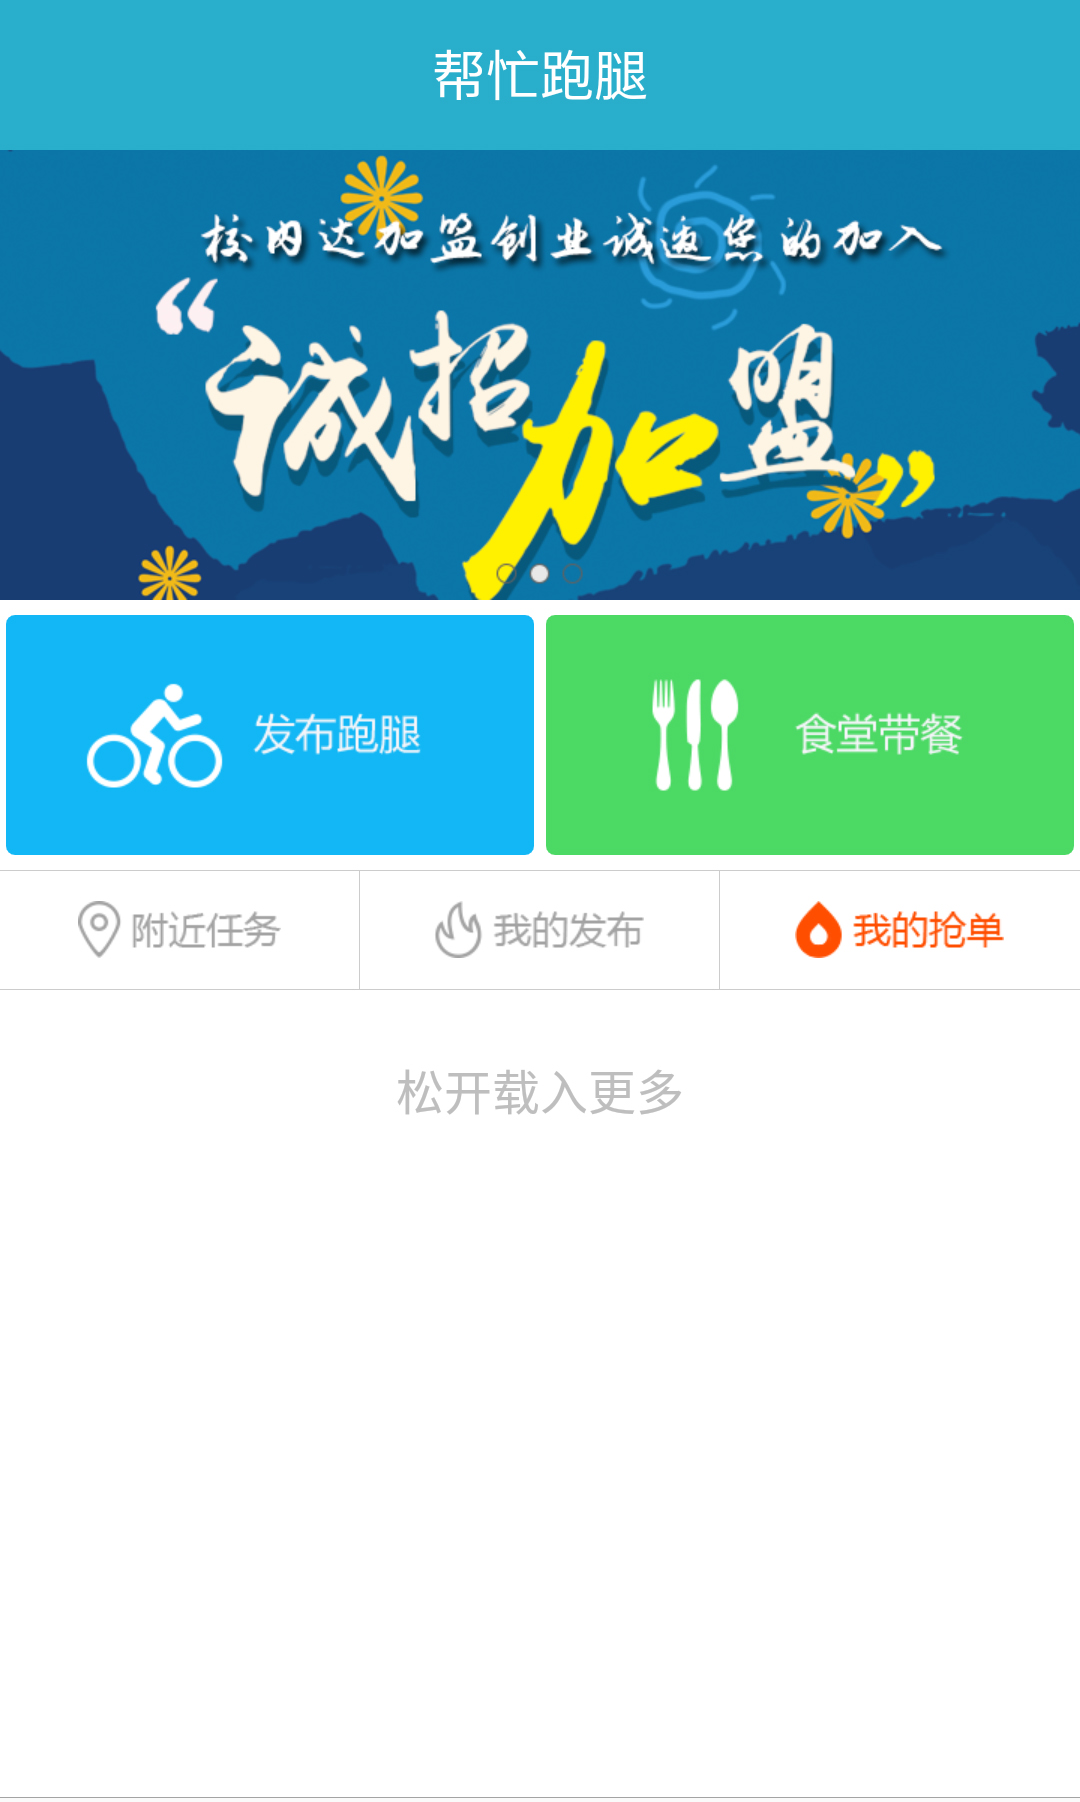 帮忙跑腿
校内达加盟创业诚邀您的加入
“诚招加盟”
发布跑腿
食堂带餐
附近任务
我的发布
我的抢单
松开载入更多